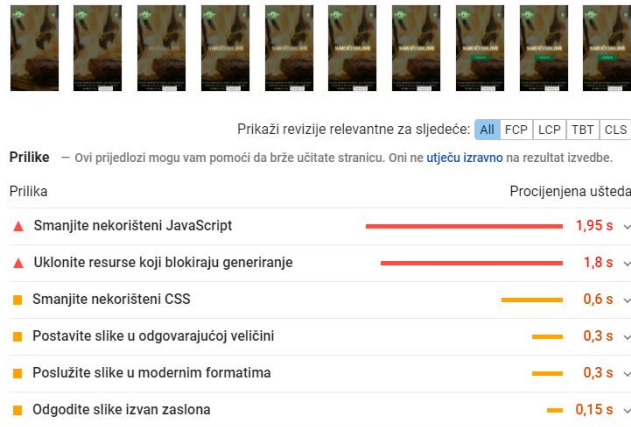 Prikaži revizije relevantne za sljedeće: All FCP LCP TBT CLS
Prilike — Ovi prijedlozi mogu vam pomoći da brže učitate stranicu. Oni ne utječu izravno na rezultat izvedbe.
Prilika Procijenjena ušteda
Smanjite nekorišteni JavaScript 1,95 s
Uklonite resurse koji blokiraju generiranje 1,8 s
Smanjite nekorišteni CSS 0,6 s
Postavite slike u odgovarajućoj veličini 0,3 s
Poslužite slike u modernim formatima 0,3 s
Odgodite slike izvan zaslona 0,15 s